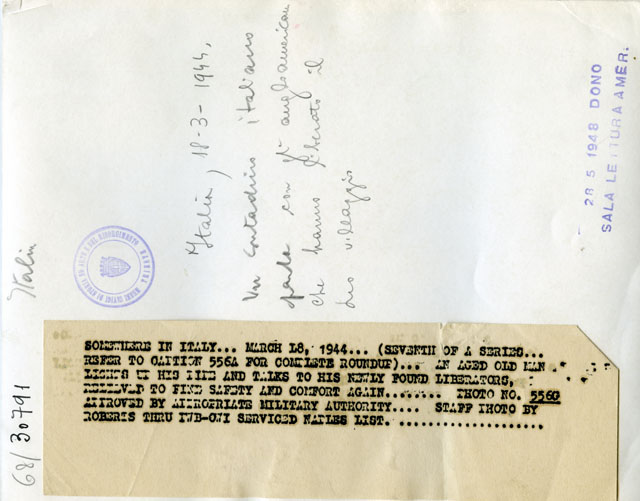 Italia, 18-3-1944.
Un contadino italiano
parla con gli angloamericani
che hanno liberato il
suo villaggio
28 5 1948 DONO
SALA LETTURA AMER.
Italia
68/30791
SOMEWHERE IN ITALY... MARCH 18, 1944... (SEVENTH OF A SERIES...
REFER TO CAPTION 556A FOR COMPLETE ROUNDUP)... AN AGED OLD MAN
LIGHTS UP HIS PIPE AND TALKS TO HIS NEWLY FOUND LIBERATORS,
RELIEVED TO FIND SAFETY AND COMFORT AGAIN........ PHOTO NO. 556G
APPROVED BY APPROPRIATE MILITARY AUTHORITY.... STAFF PHOTO BY
ROBERTS THRU PWB-OWI SERVICED NAPLES LIST. ....................